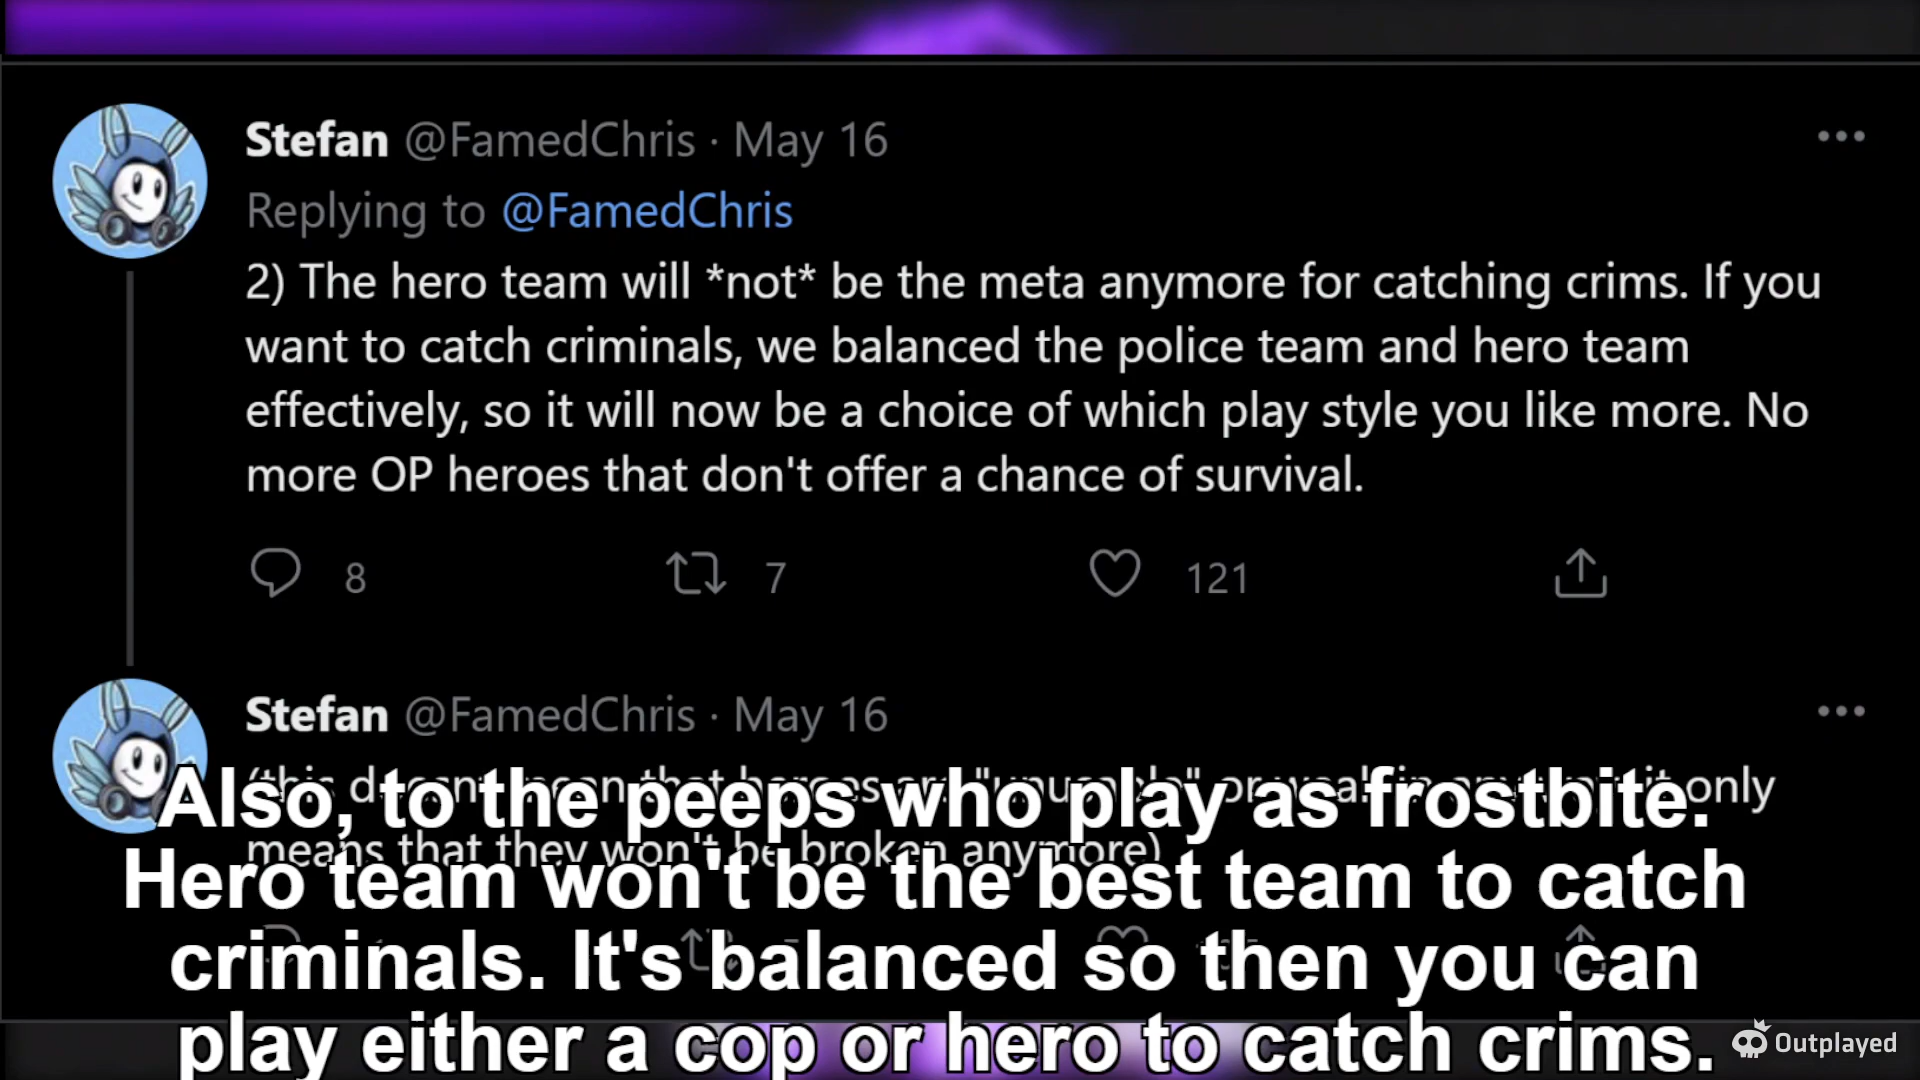 Stefan @FamedChris · May 16
Replying to @FamedChris
2) The hero team will *not* be the meta anymore for catching crims. If you
want to catch criminals, we balanced the police team and hero team
effectively, so it will now be a choice of which play style you like more. No
more OP heroes that don't offer a chance of survival.
8 7 121
Stefan @FamedChris · May 16
(this doesnt mean that heroes are "unusable" or weak in any way, it only
means that they won't be broken anymore)
Also, to the peeps who play as frostbite.
Hero team won't be the best team to catch
criminals. It's balanced so then you can
play either a cop or hero to catch crims.
Outplayed